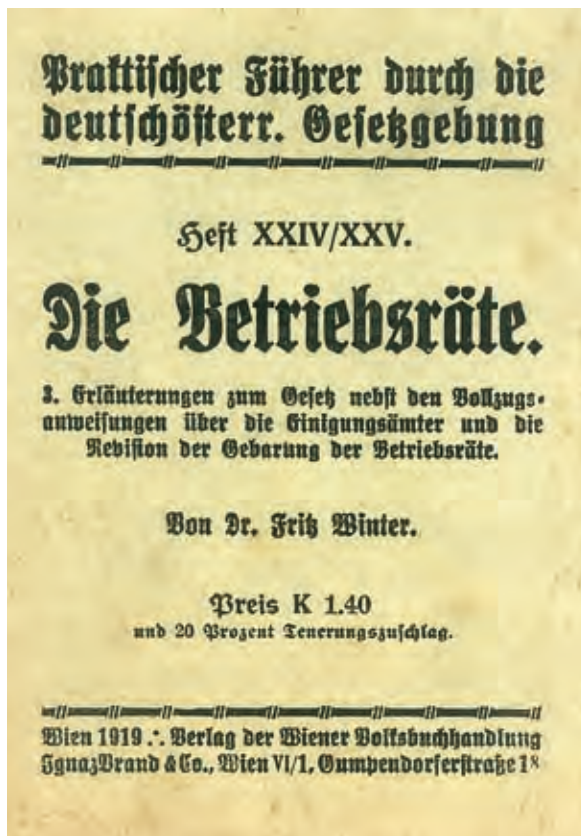 Praktischer Führer durch die
deutschösterr. Gesetzgebung
Heft XXIV/XXV.
Die Betriebsräte.
3. Erläuterungen zum Gesetz nebst den Vollzugs-
anweisungen über die Einigungsämter und die
Revision der Gebarung der Betriebsräte.
Von Dr. Fritz Winter.
Preis K 1.40
und 20 Prozent Teuerungszuschlag.
Wien 1919 ∴ Verlag der Wiener Volksbuchhandlung
Ignaz Brand & Co., Wien VI/1, Gumpendorferstraße 18